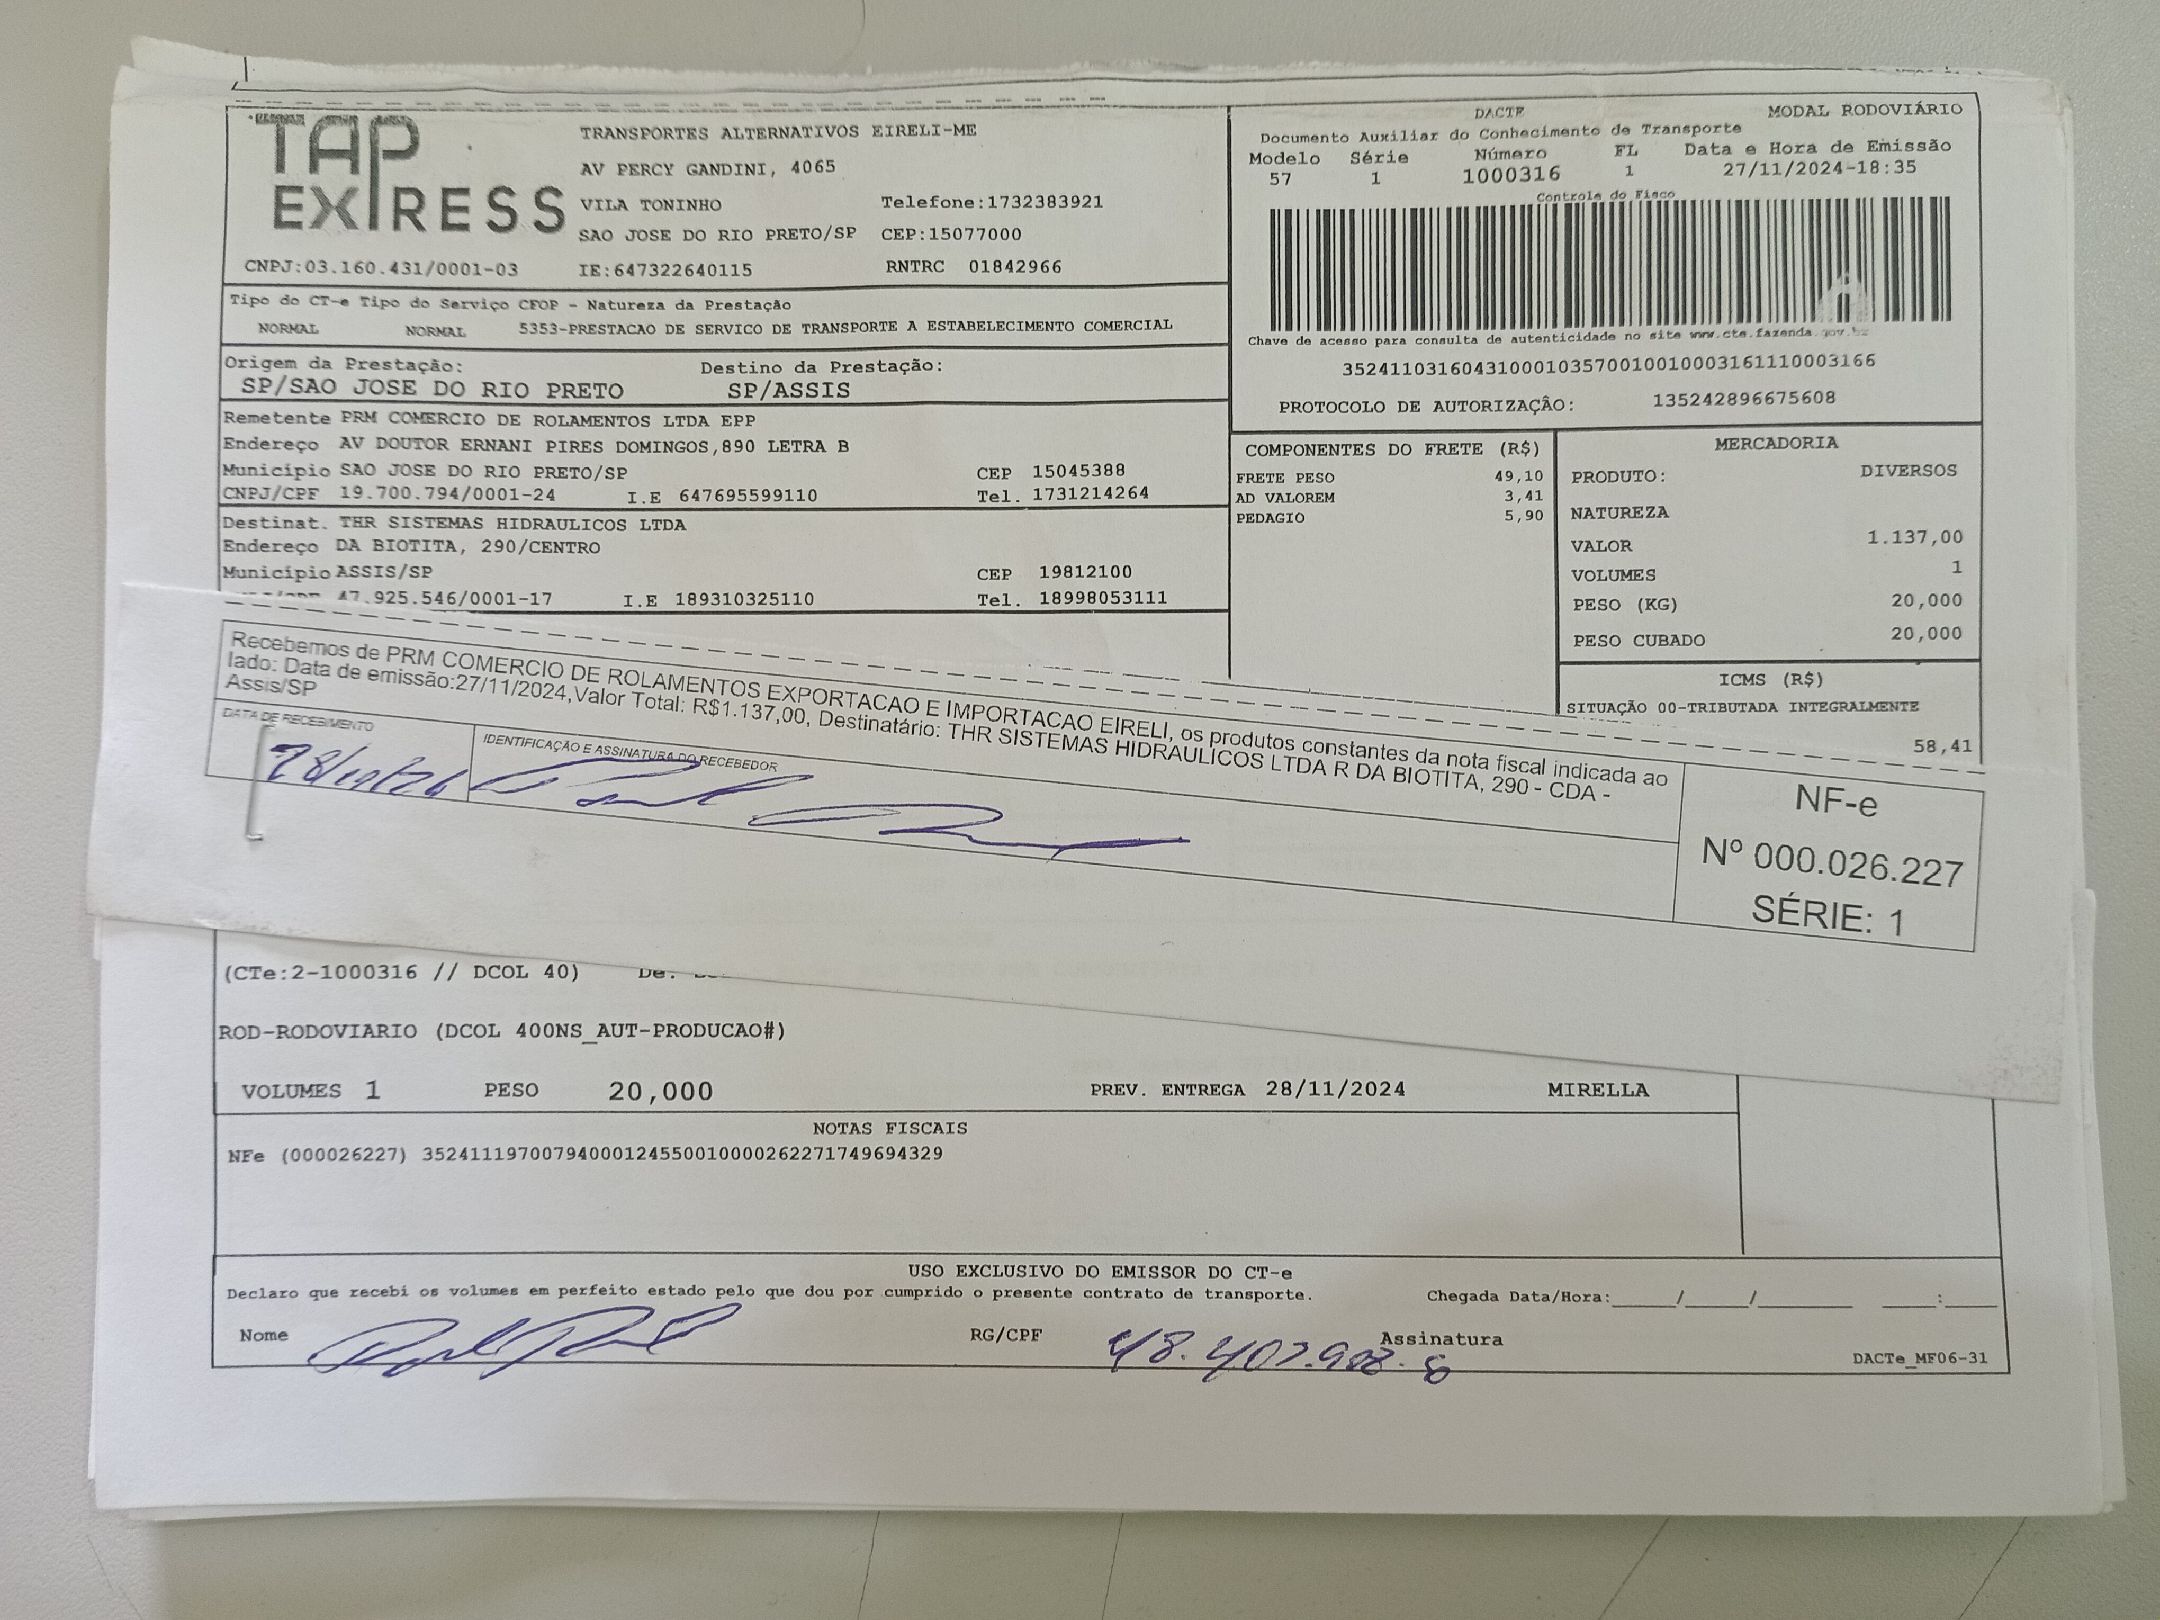 TAP
EXPRESS
TRANSPORTES ALTERNATIVOS EIRELI-ME
AV PERCY GANDINI, 4065
VILA TONINHO Telefone:1732383921
SAO JOSE DO RIO PRETO/SP CEP:15077000
CNPJ:03.160.431/0001-03 IE:647322640115 RNTRC 01842966
DACTE MODAL RODOVIÁRIO
Documento Auxiliar do Conhecimento de Transporte
Modelo Série Número FL Data e Hora de Emissão
57 1 1000316 1 27/11/2024-18:35
Controle do Fisco
Consulta
Chave de acesso para consulta de autenticidade no site www.cte.fazenda.gov.br
35241103160431000103570010010003161110003166
PROTOCOLO DE AUTORIZAÇÃO: 135242896675608
Tipo do CT-e Tipo do Serviço CFOP - Natureza da Prestação
NORMAL NORMAL 5353-PRESTACAO DE SERVICO DE TRANSPORTE A ESTABELECIMENTO COMERCIAL
Origem da Prestação: Destino da Prestação:
SP/SAO JOSE DO RIO PRETO SP/ASSIS
Remetente PRM COMERCIO DE ROLAMENTOS LTDA EPP
Endereço AV DOUTOR ERNANI PIRES DOMINGOS,890 LETRA B
Município SAO JOSE DO RIO PRETO/SP CEP 15045388
CNPJ/CPF 19.700.794/0001-24 I.E 647695599110 Tel. 1731214264
Destinat. THR SISTEMAS HIDRAULICOS LTDA
Endereço DA BIOTITA, 290/CENTRO
Município ASSIS/SP CEP 19812100
47.925.546/0001-17 I.E 189310325110 Tel. 18998053111
COMPONENTES DO FRETE (R$)
FRETE PESO 49,10
AD VALOREM 3,41
PEDAGIO 5,90
MERCADORIA
PRODUTO: DIVERSOS
NATUREZA
VALOR 1.137,00
VOLUMES 1
PESO (KG) 20,000
PESO CUBADO 20,000
ICMS (R$)
SITUAÇÃO 00-TRIBUTADA INTEGRALMENTE
58,41
Recebemos de PRM COMERCIO DE ROLAMENTOS EXPORTACAO E IMPORTACAO EIRELI, os produtos constantes da nota fiscal indicada ao
lado: Data de emissão:27/11/2024,Valor Total: R$1.137,00, Destinatário: THR SISTEMAS HIDRAULICOS LTDA R DA BIOTITA, 290 - CDA -
Assis/SP
DATA DE RECEBIMENTO
IDENTIFICAÇÃO E ASSINATURA DO RECEBEDOR
NF-e
Nº 000.026.227
SÉRIE: 1
(CTe:2-1000316 // DCOL 40) De:
ROD-RODOVIARIO (DCOL 400NS_AUT-PRODUCAO#)
VOLUMES 1 PESO 20,000 PREV. ENTREGA 28/11/2024 MIRELLA
NOTAS FISCAIS
NFe (000026227) 35241119700794000124550010000262271749694329
USO EXCLUSIVO DO EMISSOR DO CT-e
Declaro que recebi os volumes em perfeito estado pelo que dou por cumprido o presente contrato de transporte. Chegada Data/Hora:_____/_____/________ _____:_____
Nome RG/CPF 48.407.908-8 Assinatura
DACTe_MF06-31